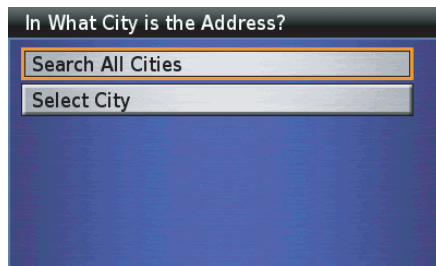 In What City is the Address?
Search All Cities
Select City